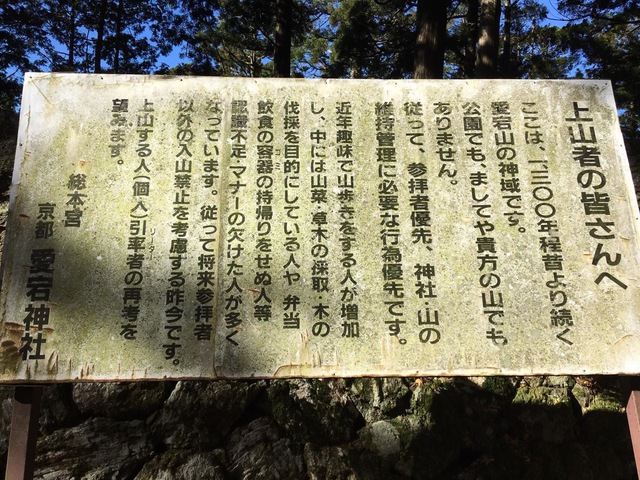 上山者の皆さんへ
ここは、一三〇〇年程昔より続く
愛宕山の神域です。
公園でも、ましてや貴方の山でも、
ありません。
従って、参拝者優先、神社・山の
維持管理に必要な行為優先です。
近年趣味で山歩きをする人が増加
し、中には山菜、草木の採取・木の
伐採を目的にしている人や 弁当
飲食の容器の持帰りをせぬ人等
ゴミ
認識不足 マナーの欠けた人が多く
なっています。従って将来参拝者
以外の入山禁止を考慮する昨今です。
上山する人(個人)引率者の再考を
リーダー
望みます。
総本宮
京都 愛宕神社